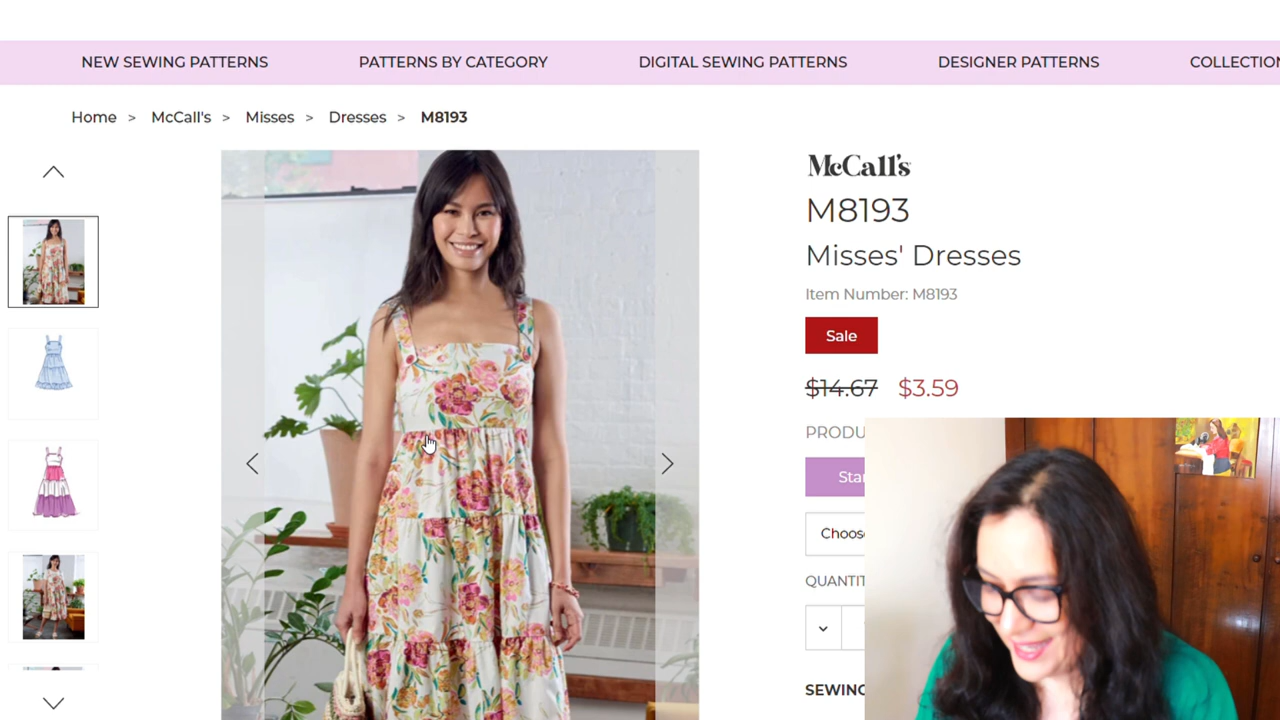 NEW SEWING PATTERNS PATTERNS BY CATEGORY DIGITAL SEWING PATTERNS DESIGNER PATTERNS COLLECTION
Home > McCall's > Misses > Dresses > M8193
McCall's
M8193
Misses' Dresses
Item Number: M8193
Sale
$14.67 $3.59
PRODU
Sta
Choos
QUANTIT
SEWING